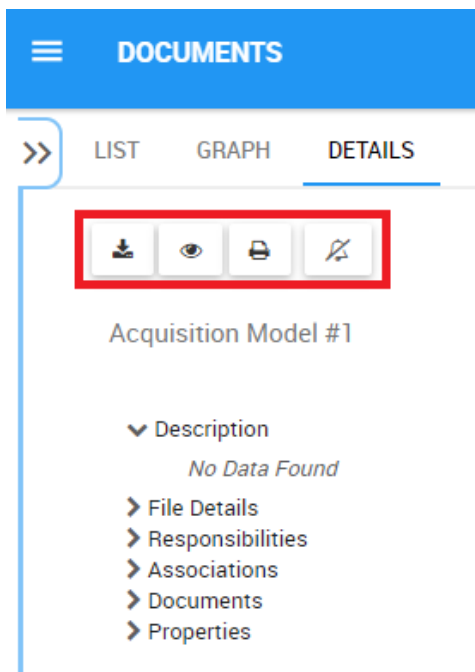 DOCUMENTS
LIST GRAPH DETAILS
Acquisition Model #1
Description
No Data Found
File Details
Responsibilities
Associations
Documents
Properties